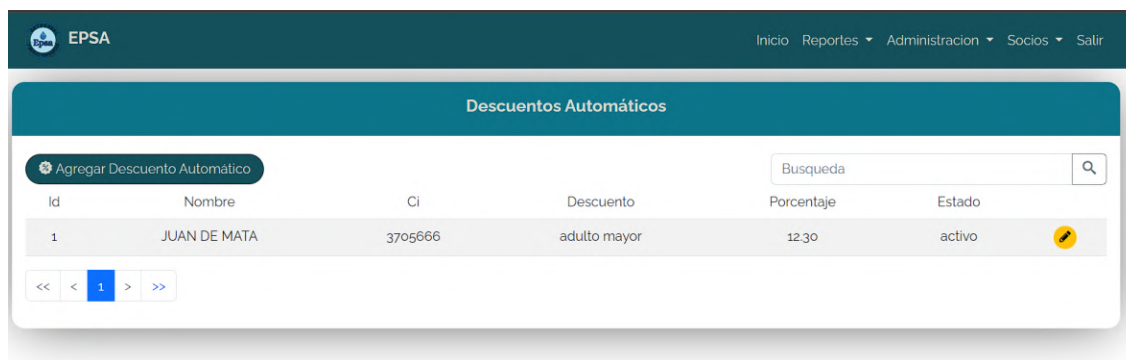 Epsa EPSA Inicio Reportes Administracion Socios Salir
Descuentos Automáticos
Agregar Descuento Automático Busqueda
Id Nombre Ci Descuento Porcentaje Estado
1 JUAN DE MATA 3705666 adulto mayor 12.30 activo
<< < 1 > >>